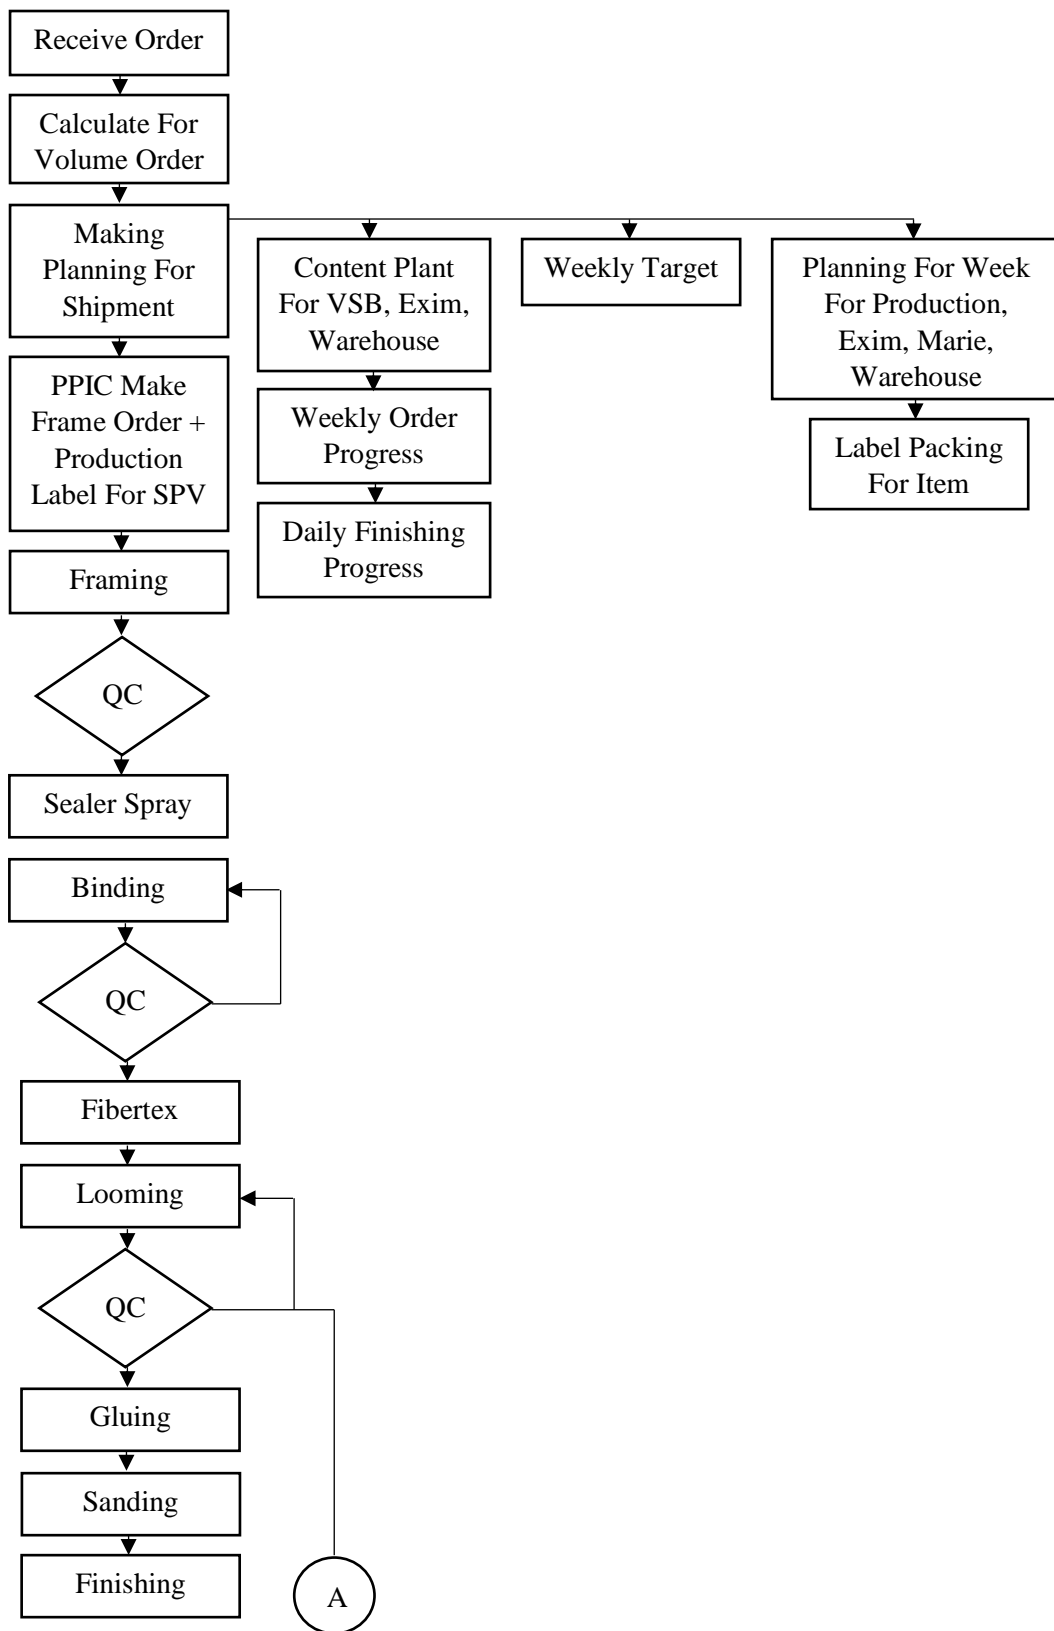 Receive Order
Calculate For
Volume Order
Making
Planning For
Shipment
Content Plant
For VSB, Exim,
Warehouse
Weekly Target
Planning For Week
For Production,
Exim, Marie,
Warehouse
PPIC Make
Frame Order +
Production
Label For SPV
Weekly Order
Progress
Label Packing
For Item
Daily Finishing
Progress
Framing
QC
Sealer Spray
Binding
QC
Fibertex
Looming
QC
Gluing
Sanding
Finishing
A